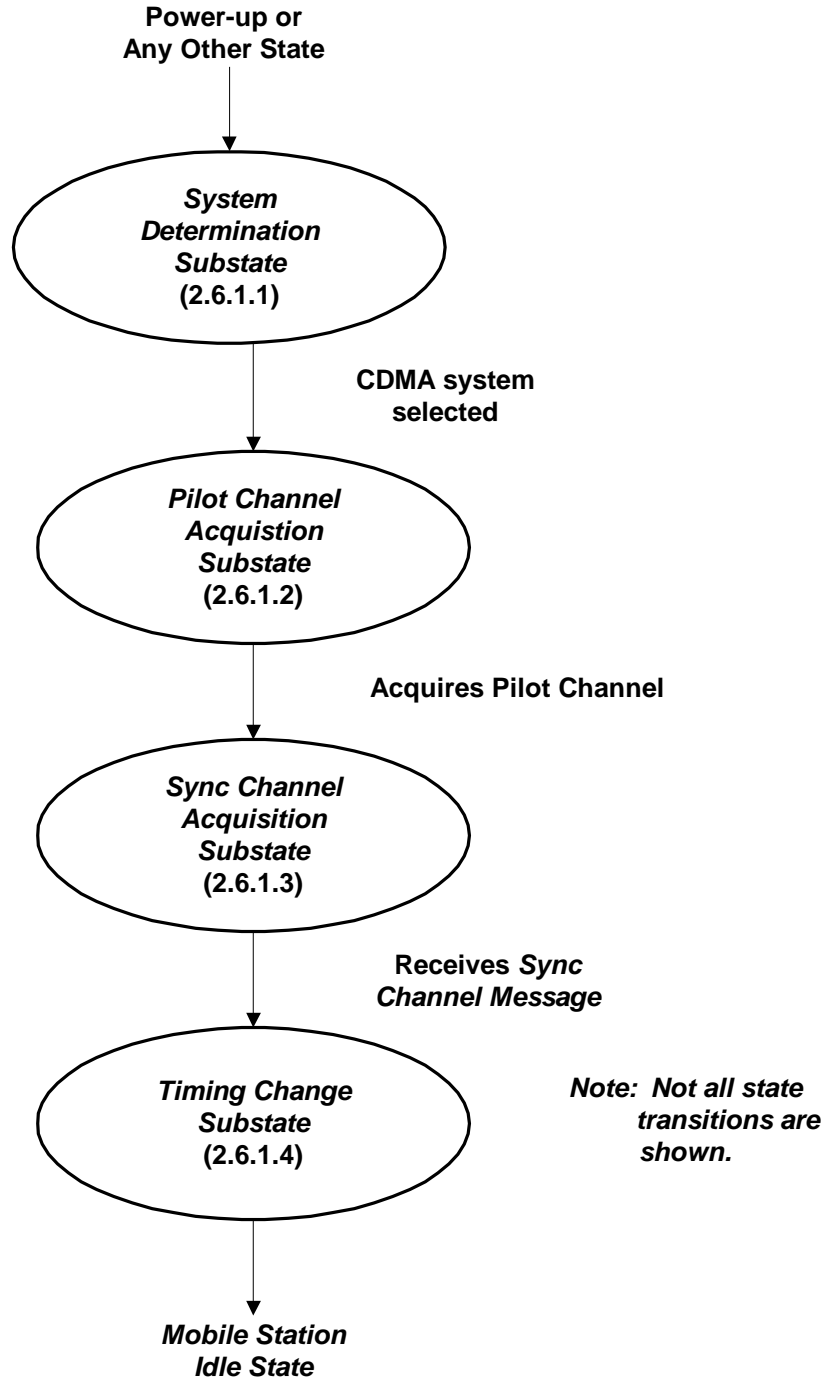 Power-up or
Any Other State
System
Determination
Substate
(2.6.1.1)
CDMA system
selected
Pilot Channel
Acquistion
Substate
(2.6.1.2)
Acquires Pilot Channel
Sync Channel
Acquisition
Substate
(2.6.1.3)
Receives Sync
Channel Message
Timing Change
Substate
(2.6.1.4)
Note: Not all state
transitions are
shown.
Mobile Station
Idle State